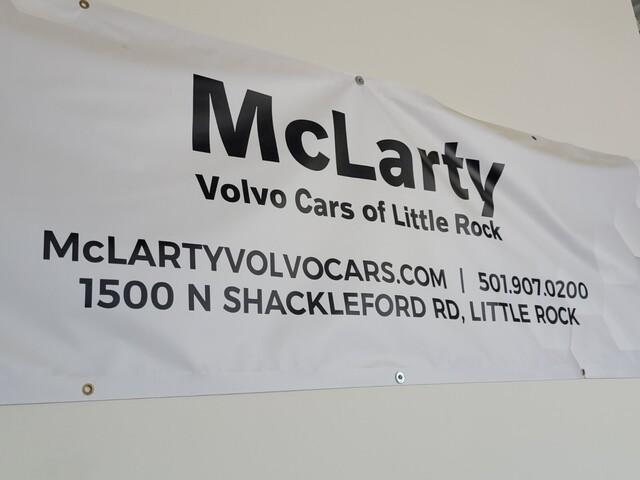 McLarty
Volvo Cars of Little Rock
McLARTYVOLVOCARS.COM | 501.907.0200
1500 N SHACKLEFORD RD, LITTLE ROCK